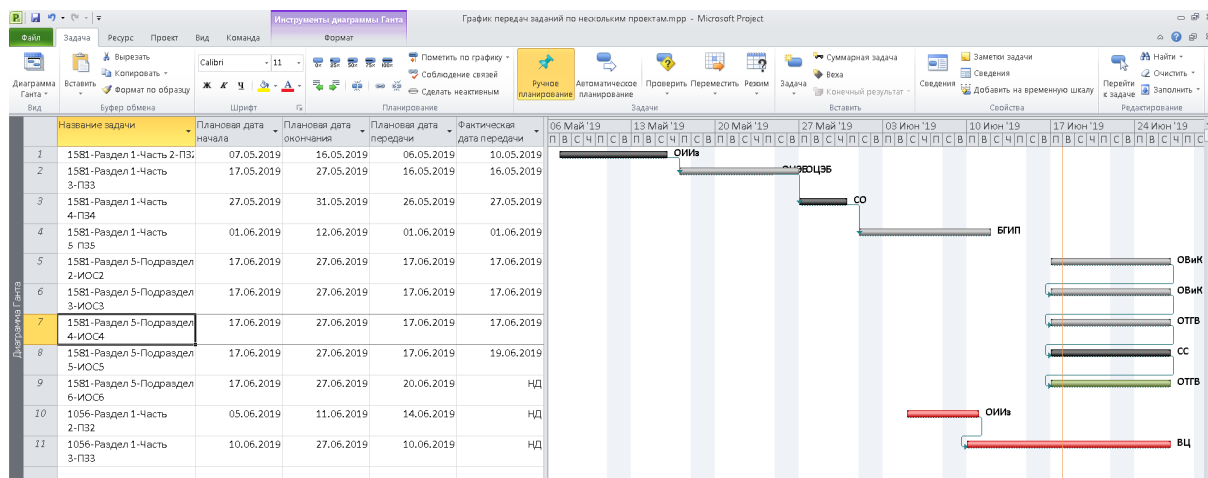 Инструменты диаграммы Ганта
График передач заданий по нескольким проектам.mpp - Microsoft Project
Файл Задача Ресурс Проект Вид Команда Формат
Диаграмма Ганта
Вид
Вставить
Вырезать
Копировать
Формат по образцу
Буфер обмена
Calibri 11
Ж К Ч
Шрифт
0% 25% 50% 75% 100%
Пометить по графику
Соблюдение связей
Сделать неактивным
Планирование
Ручное планирование
Автоматическое планирование
Проверить Переместить Режим
Задачи
Задача
Суммарная задача
Веха
Конечный результат
Вставить
Сведения
Заметки задачи
Сведения
Добавить на временную шкалу
Свойства
Перейти к задаче
Найти
Очистить
Заполнить
Редактирование
Название задачи Плановая дата начала Плановая дата окончания Плановая дата передачи Фактическая дата передачи
06 Май '19 13 Май '19 20 Май '19 27 Май '19 03 Июн '19 10 Июн '19 17 Июн '19 24 Июн '19
П В С Ч П С В П В С Ч П С В П В С Ч П С В П В С Ч П С В П В С Ч П С В П В С Ч П С В П В С Ч П С В П В С Ч П С
1 1581-Раздел 1-Часть 2-ПЗ2 07.05.2019 16.05.2019 06.05.2019 10.05.2019 ОИИз
2 1581-Раздел 1-Часть 3-ПЗ3 17.05.2019 27.05.2019 16.05.2019 16.05.2019 ОЦЭБ
3 1581-Раздел 1-Часть 4-ПЗ4 27.05.2019 31.05.2019 26.05.2019 27.05.2019 СО
4 1581-Раздел 1-Часть 5 ПЗ5 01.06.2019 12.06.2019 01.06.2019 01.06.2019 БГИП
5 1581-Раздел 5-Подраздел 2-ИОС2 17.06.2019 27.06.2019 17.06.2019 17.06.2019 ОВиК
6 1581-Раздел 5-Подраздел 3-ИОС3 17.06.2019 27.06.2019 17.06.2019 17.06.2019 ОВиК
7 1581-Раздел 5-Подраздел 4-ИОС4 17.06.2019 27.06.2019 17.06.2019 17.06.2019 ОТГВ
8 1581-Раздел 5-Подраздел 5-ИОС5 17.06.2019 27.06.2019 17.06.2019 19.06.2019 СС
9 1581-Раздел 5-Подраздел 6-ИОС6 17.06.2019 27.06.2019 20.06.2019 НД ОТГВ
10 1056-Раздел 1-Часть 2-ПЗ2 05.06.2019 11.06.2019 14.06.2019 НД ОИИз
11 1056-Раздел 1-Часть 3-ПЗ3 10.06.2019 27.06.2019 10.06.2019 НД ВЦ
Диаграмма Ганта